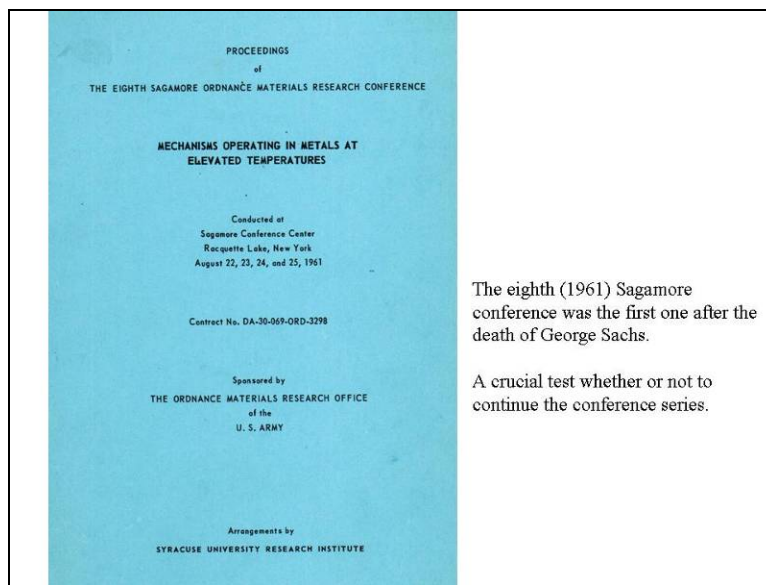 PROCEEDINGS
of
THE EIGHTH SAGAMORE ORDNANCE MATERIALS RESEARCH CONFERENCE
MECHANISMS OPERATING IN METALS AT
ELEVATED TEMPERATURES
Conducted at
Sagamore Conference Center
Racquette Lake, New York
August 22, 23, 24, and 25, 1961
Contract No. DA-30-069-ORD-3298
Sponsored by
THE ORDNANCE MATERIALS RESEARCH OFFICE
of the
U. S. ARMY
Arrangements by
SYRACUSE UNIVERSITY RESEARCH INSTITUTE
The eighth (1961) Sagamore
conference was the first one after the
death of George Sachs.
A crucial test whether or not to
continue the conference series.